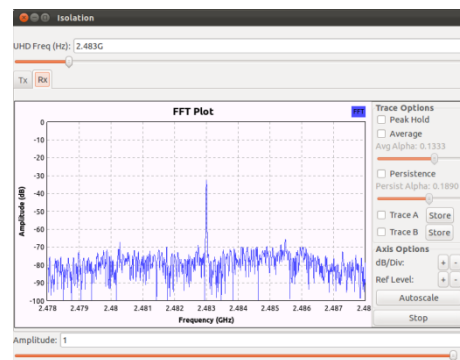 Isolation
UHD Freq (Hz): 2.483G
Tx Rx
FFT Plot
FFT
Amplitude (dB)
0
-10
-20
-30
-40
-50
-60
-70
-80
-90
-100
2.478 2.479 2.48 2.481 2.482 2.483 2.484 2.485 2.486 2.487 2.48
Frequency (GHz)
Trace Options
Peak Hold
Average
Avg Alpha: 0.1333
Persistence
Persist Alpha: 0.1890
Trace A Store
Trace B Store
Axis Options
dB/Div: + -
Ref Level: + -
Autoscale
Stop
Amplitude: 1